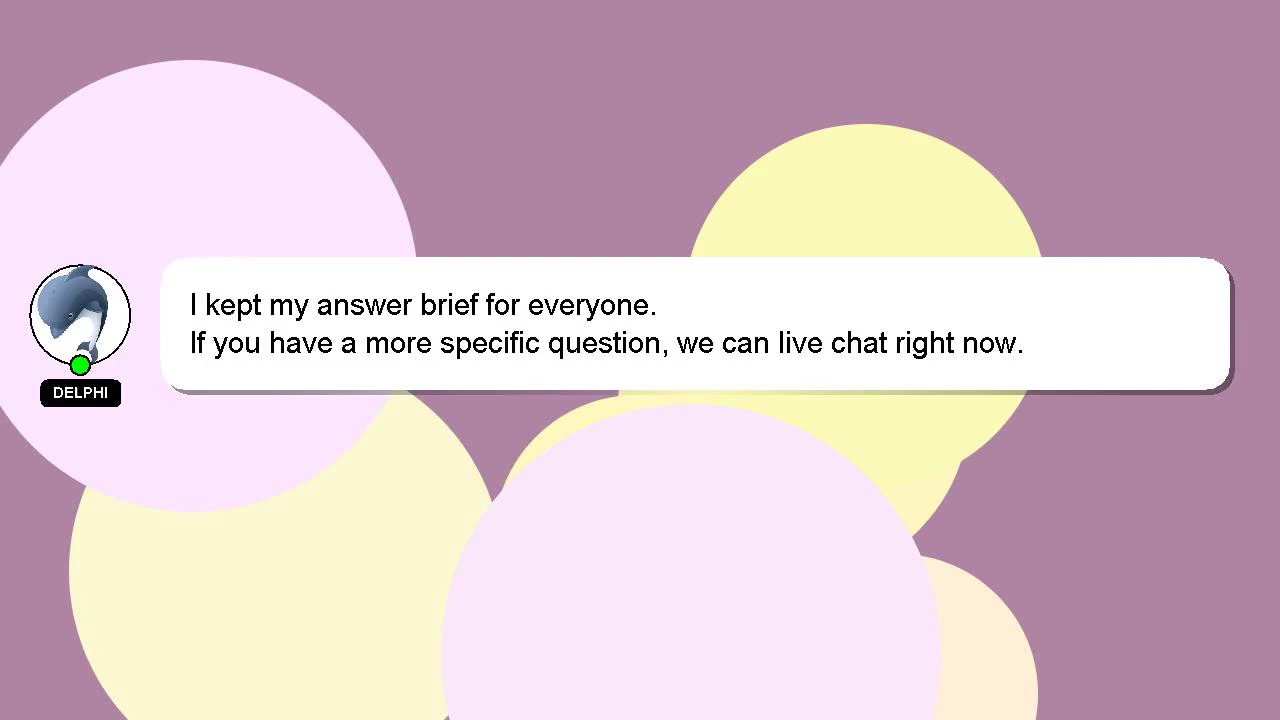 I kept my answer brief for everyone.
If you have a more specific question, we can live chat right now.
DELPHI